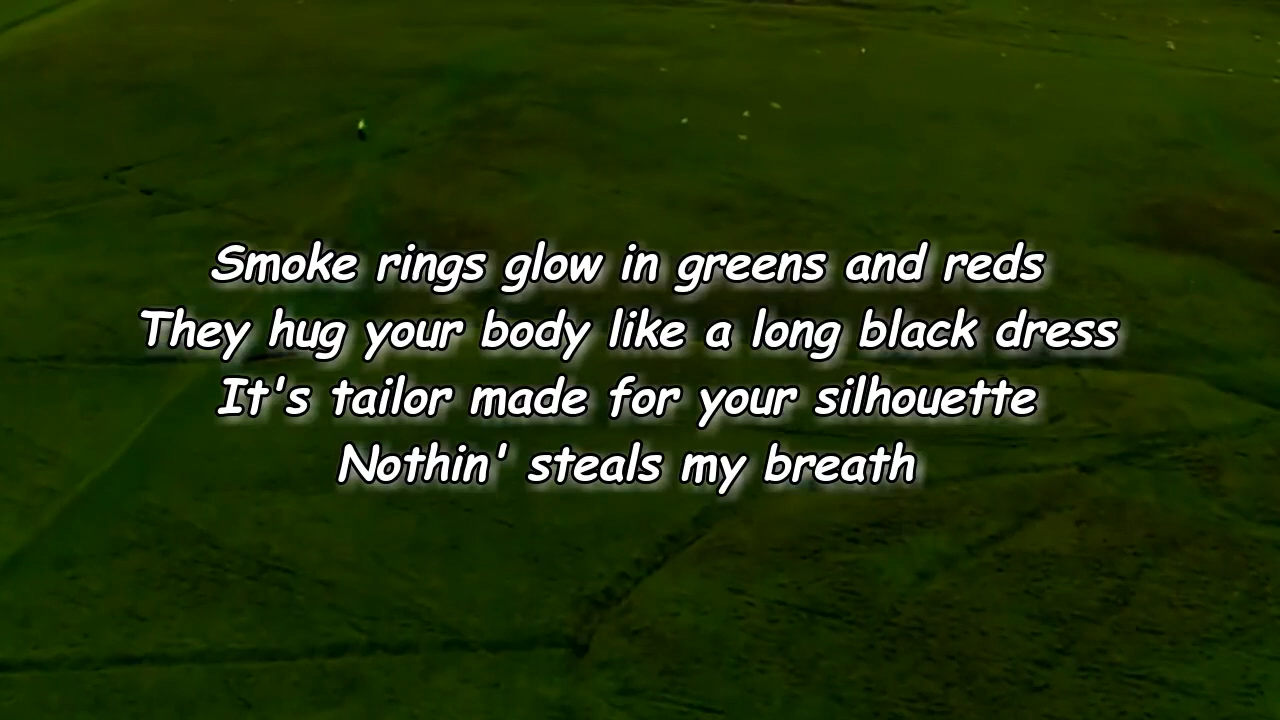 Smoke rings glow in greens and reds
They hug your body like a long black dress
It's tailor made for your silhouette
Nothin' steals my breath